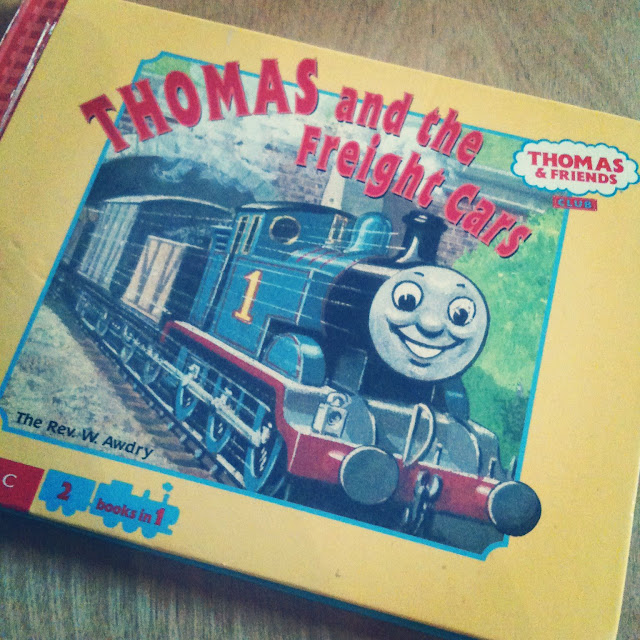 THOMAS and the
Freight Cars
THOMAS
& FRIENDS
CLUB
1
The Rev. W. Awdry
C
2
books in 1